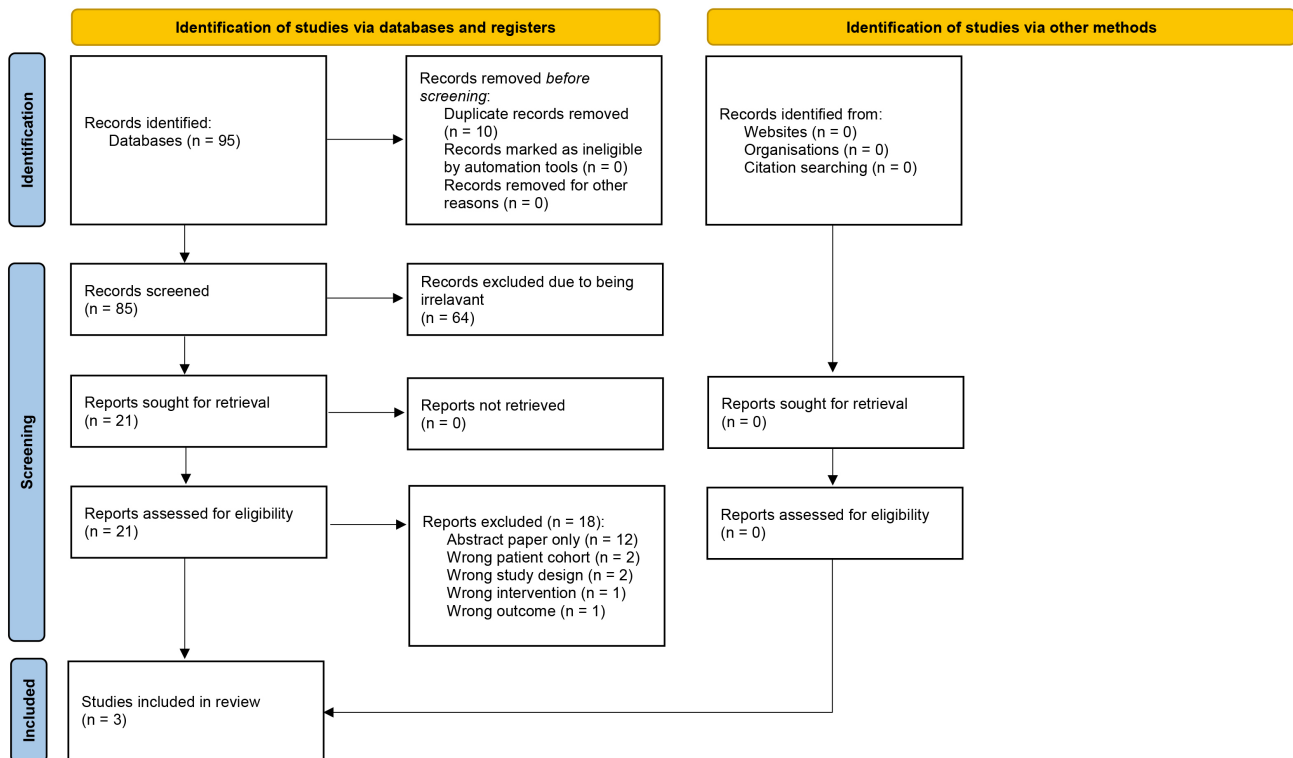 Identification of studies via databases and registers
Identification of studies via other methods
Identification
Records identified:
Databases (n = 95)
Records removed before
screening:
Duplicate records removed
(n = 10)
Records marked as ineligible
by automation tools (n = 0)
Records removed for other
reasons (n = 0)
Records identified from:
Websites (n = 0)
Organisations (n = 0)
Citation searching (n = 0)
Screening
Records screened
(n = 85)
Records excluded due to being
irrelavant
(n = 64)
Reports sought for retrieval
(n = 21)
Reports not retrieved
(n = 0)
Reports sought for retrieval
(n = 0)
Reports assessed for eligibility
(n = 21)
Reports excluded (n = 18):
Abstract paper only (n = 12)
Wrong patient cohort (n = 2)
Wrong study design (n = 2)
Wrong intervention (n = 1)
Wrong outcome (n = 1)
Reports assessed for eligibility
(n = 0)
Included
Studies included in review
(n = 3)